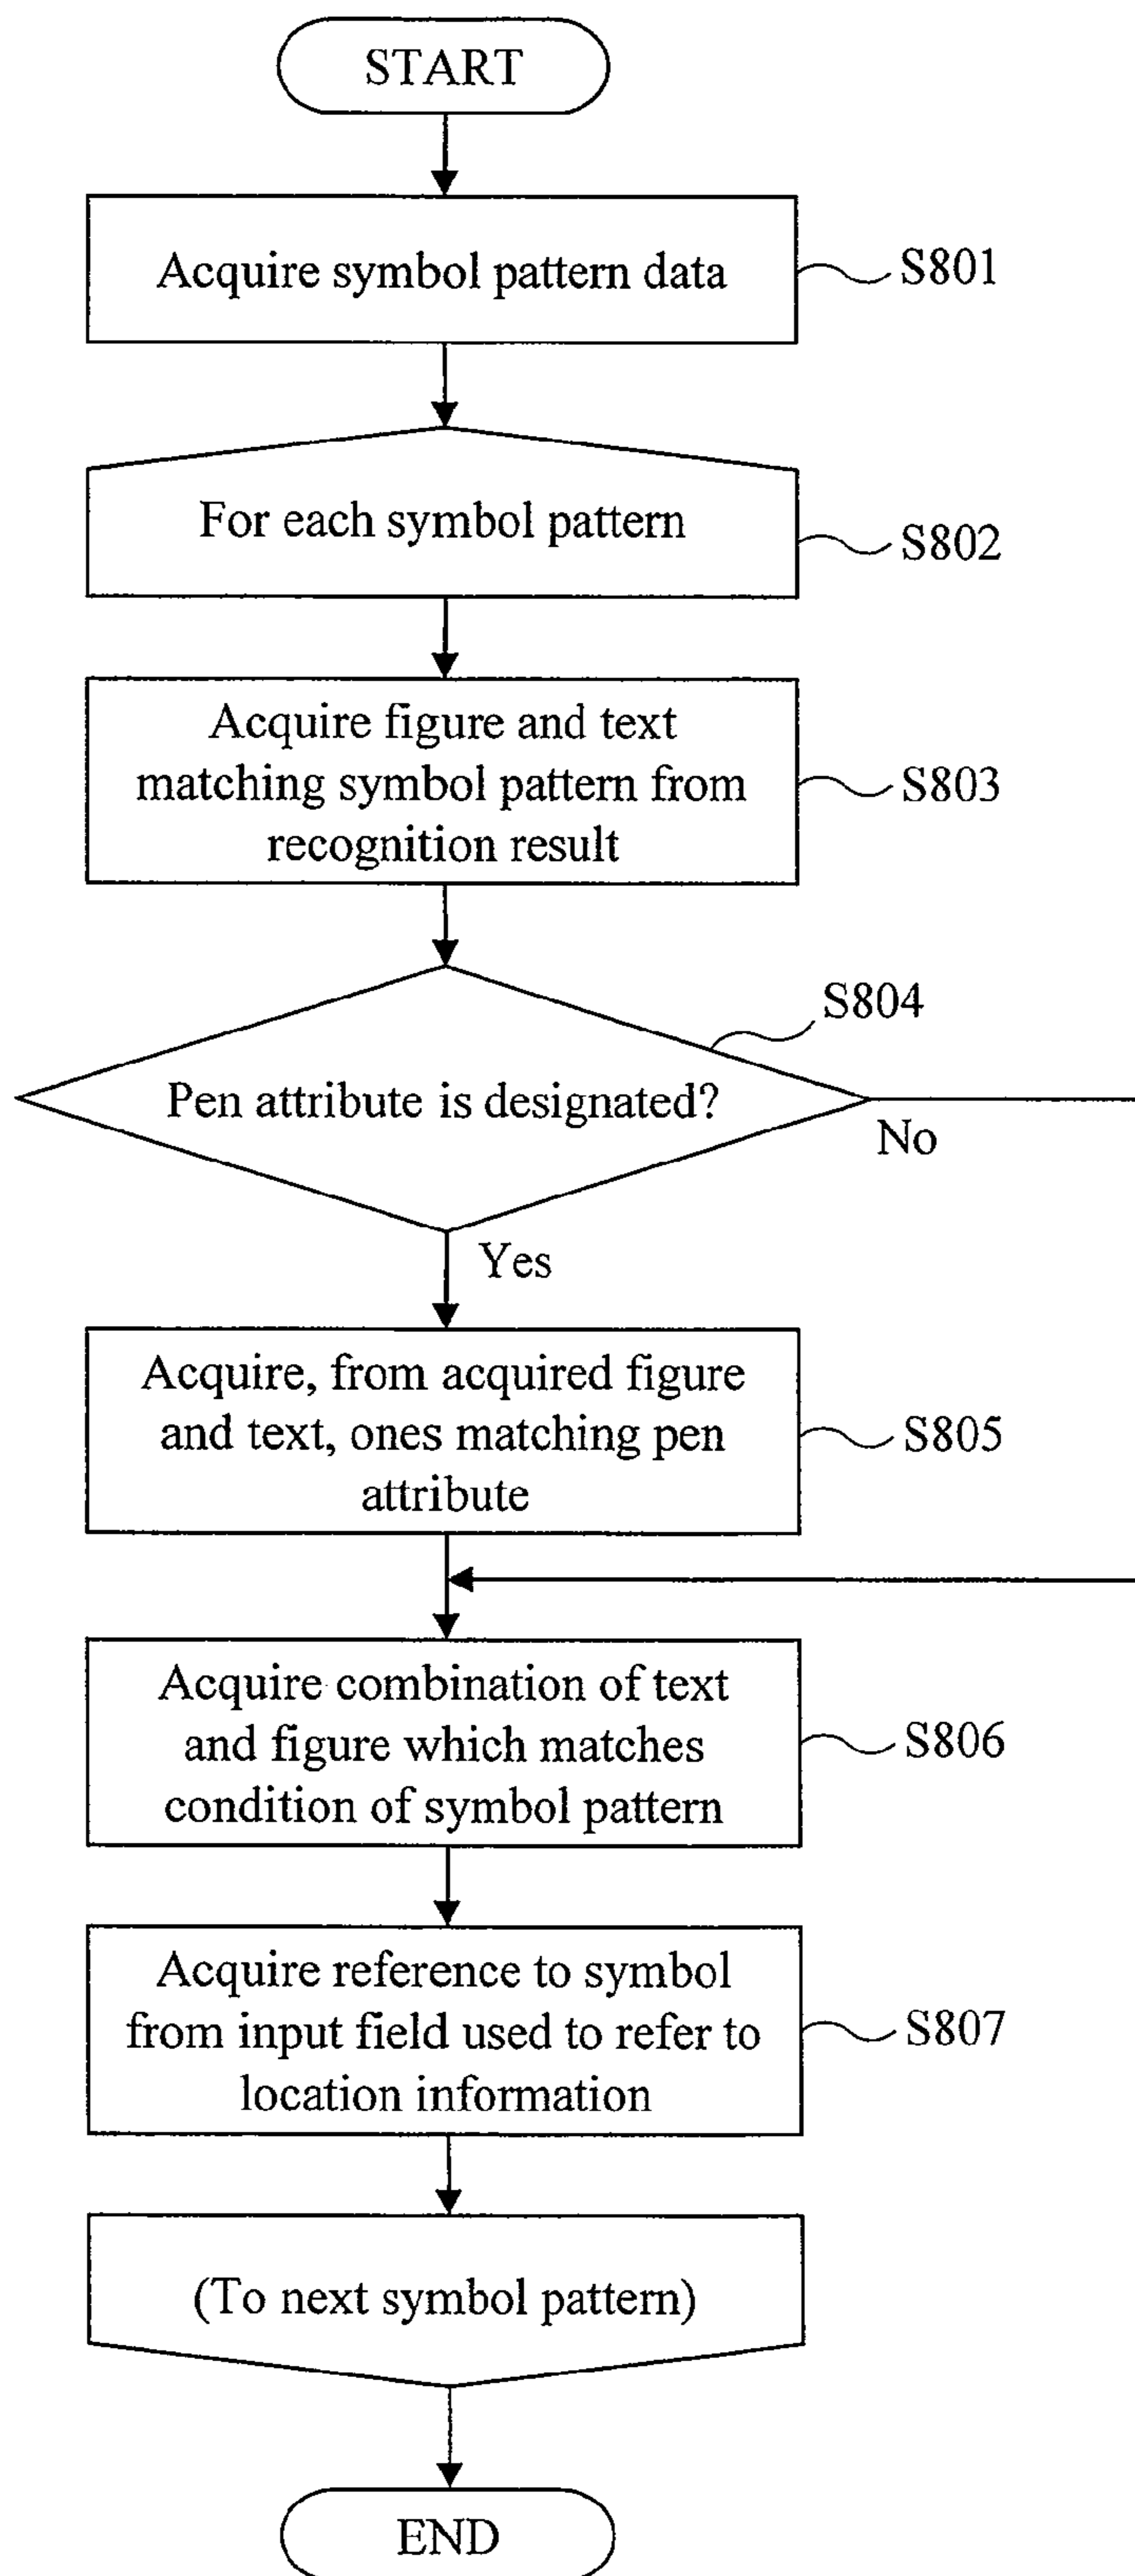 START
Acquire symbol pattern data
S801
For each symbol pattern
S802
Acquire figure and text
matching symbol pattern from
recognition result
S803
S804
Pen attribute is designated?
No
Yes
Acquire, from acquired figure
and text, ones matching pen
attribute
S805
Acquire combination of text
and figure which matches
condition of symbol pattern
S806
Acquire reference to symbol
from input field used to refer to
location information
S807
(To next symbol pattern)
END